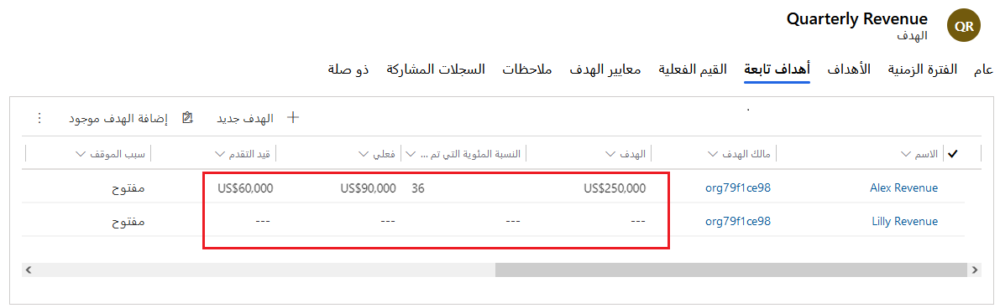 Quarterly Revenue
الهدف
QR
عام الفترة الزمنية الأهداف أهداف تابعة القيم الفعلية معايير الهدف ملاحظات السجلات المشاركة ذو صلة
الهدف جديد إضافة الهدف موجود
الاسم مالك الهدف الهدف النسبة المئوية التي تم ... فعلي قيد التقدم سبب الموقف
Alex Revenue org79f1ce98 US$250,000 36 US$90,000 US$60,000 مفتوح
Lilly Revenue org79f1ce98 --- --- --- --- مفتوح